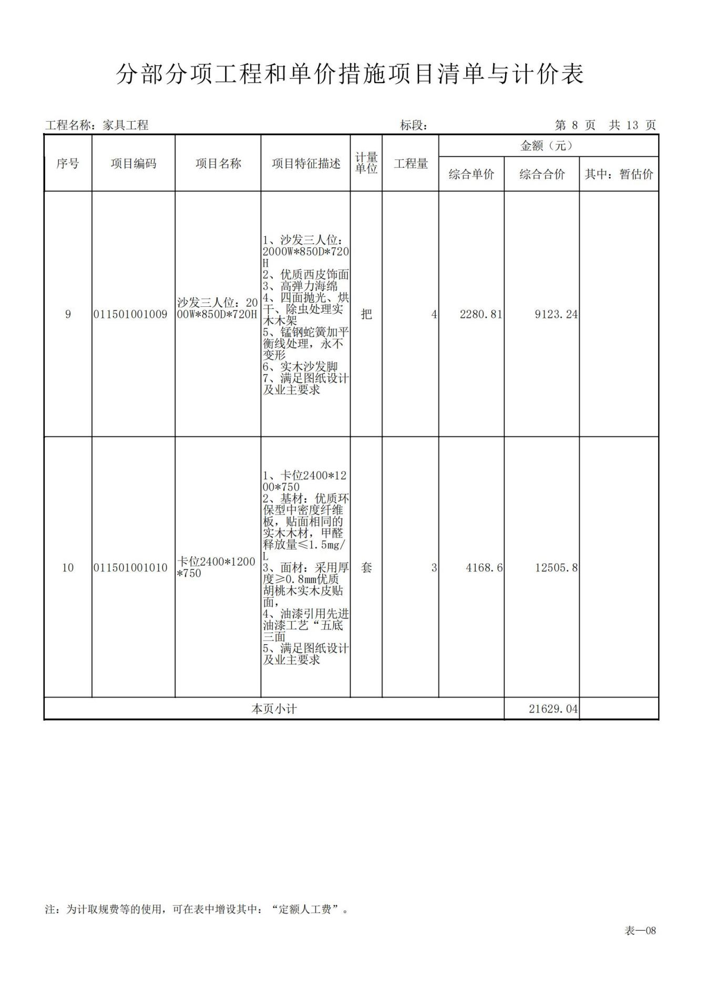 分部分项工程和单价措施项目清单与计价表
工程名称：家具工程 标段： 第 8 页 共 13 页
序号 项目编码 项目名称 项目特征描述 计量单位 工程量 金额（元）
综合单价 综合合价 其中：暂估价
9 011501001009
沙发三人位：20
00W*850D*720H
1、沙发三人位：
2000W*850D*720
H
2、优质西皮饰面
3、高弹力海绵
4、四面抛光、烘
干、除虫处理实
木木架
5、锰钢蛇簧加平
衡线处理，永不
变形
6、实木沙发脚
7、满足图纸设计
及业主要求
把 4 2280.81 9123.24
10 011501001010
卡位2400*1200
*750
1、卡位2400*12
00*750
2、基材：优质环
保型中密度纤维
板，贴面相同的
实木木材，甲醛
释放量≤1.5mg/
L
3、面材：采用厚
度≥0.8mm优质
胡桃木实木皮贴
面，
4、油漆引用先进
油漆工艺“五底
三面
5、满足图纸设计
及业主要求
套 3 4168.6 12505.8
本页小计 21629.04
注：为计取规费等的使用，可在表中增设其中：“定额人工费”。
表—08